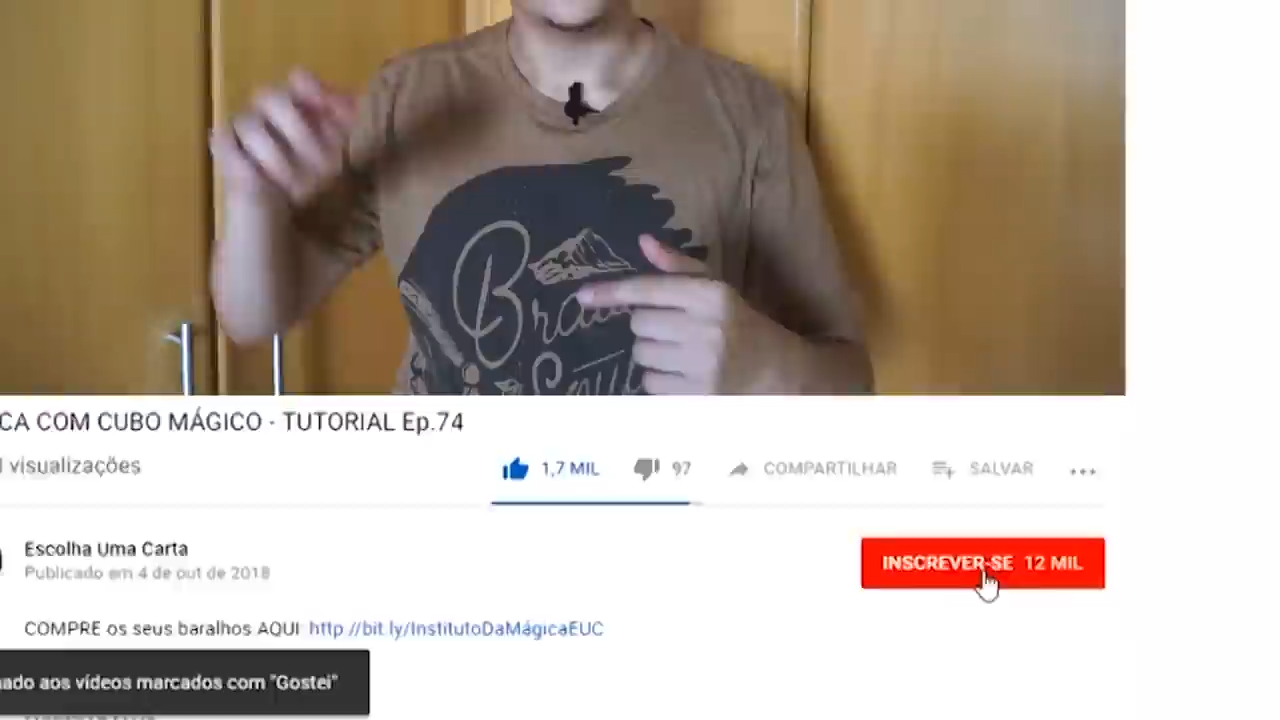 CA COM CUBO MÁGICO - TUTORIAL Ep.74
visualizações
1,7 MIL
97
COMPARTILHAR
SALVAR
Escolha Uma Carta
Publicado em 4 de out de 2018
INSCREVER-SE 12 MIL
COMPRE os seus baralhos AQUI http://bit.ly/InstitutoDaMágicaEUC
nado aos vídeos marcados com "Gostei"